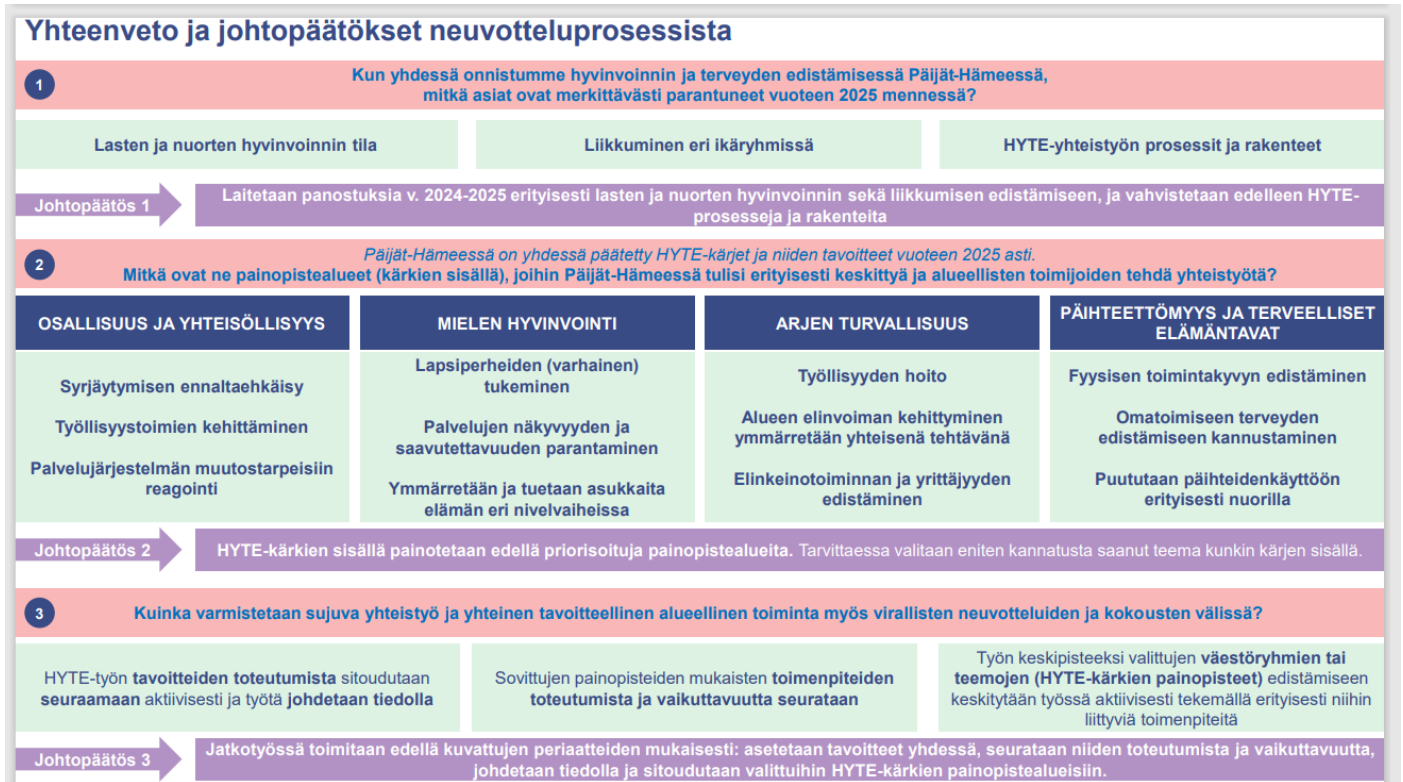 Yhteenveto ja johtopäätökset neuvotteluprosessista
1
Kun yhdessä onnistumme hyvinvoinnin ja terveyden edistämisessä Päijät-Hämeessä,
mitkä asiat ovat merkittävästi parantuneet vuoteen 2025 mennessä?
Lasten ja nuorten hyvinvoinnin tila
Liikkuminen eri ikäryhmissä
HYTE-yhteistyön prosessit ja rakenteet
Johtopäätös 1
Laitetaan panostuksia v. 2024-2025 erityisesti lasten ja nuorten hyvinvoinnin sekä liikkumisen edistämiseen, ja vahvistetaan edelleen HYTE-
prosesseja ja rakenteita
2
Päijät-Hämeessä on yhdessä päätetty HYTE-kärjet ja niiden tavoitteet vuoteen 2025 asti.
Mitkä ovat ne painopistealueet (kärkien sisällä), joihin Päijät-Hämeessä tulisi erityisesti keskittyä ja alueellisten toimijoiden tehdä yhteistyötä?
OSALLISUUS JA YHTEISÖLLISYYS
Syrjäytymisen ennaltaehkäisy
Työllisyystoimien kehittäminen
Palvelujärjestelmän muutostarpeisiin
reagointi
MIELEN HYVINVOINTI
Lapsiperheiden (varhainen)
tukeminen
Palvelujen näkyvyyden ja
saavutettavuuden parantaminen
Ymmärretään ja tuetaan asukkaita
elämän eri nivelvaiheissa
ARJEN TURVALLISUUS
Työllisyyden hoito
Alueen elinvoiman kehittyminen
ymmärretään yhteisenä tehtävänä
Elinkeinotoiminnan ja yrittäjyyden
edistäminen
PÄIHTEETTÖMYYS JA TERVEELLISET
ELÄMÄNTAVAT
Fyysisen toimintakyvyn edistäminen
Omatoimiseen terveyden
edistämiseen kannustaminen
Puututaan päihteidenkäyttöön
erityisesti nuorilla
Johtopäätös 2
HYTE-kärkien sisällä painotetaan edellä priorisoituja painopistealueita. Tarvittaessa valitaan eniten kannatusta saanut teema kunkin kärjen sisällä.
3
Kuinka varmistetaan sujuva yhteistyö ja yhteinen tavoitteellinen alueellinen toiminta myös virallisten neuvotteluiden ja kokousten välissä?
HYTE-työn tavoitteiden toteutumista sitoudutaan
seuraamaan aktiivisesti ja työtä johdetaan tiedolla
Sovittujen painopisteiden mukaisten toimenpiteiden
toteutumista ja vaikuttavuutta seurataan
Työn keskipisteeksi valittujen väestöryhmien tai
teemojen (HYTE-kärkien painopisteet) edistämiseen
keskitytään työssä aktiivisesti tekemällä erityisesti niihin
liittyviä toimenpiteitä
Johtopäätös 3
Jatkotyössä toimitaan edellä kuvattujen periaatteiden mukaisesti: asetetaan tavoitteet yhdessä, seurataan niiden toteutumista ja vaikuttavuutta,
johdetaan tiedolla ja sitoudutaan valittuihin HYTE-kärkien painopistealueisiin.